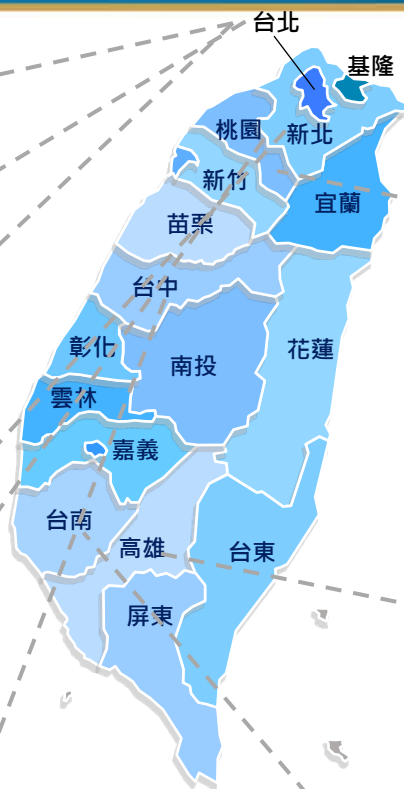 台北
基隆
桃園
新北
新竹
宜蘭
苗栗
台中
彰化
花蓮
南投
雲林
嘉義
台南
高雄
台東
屏東